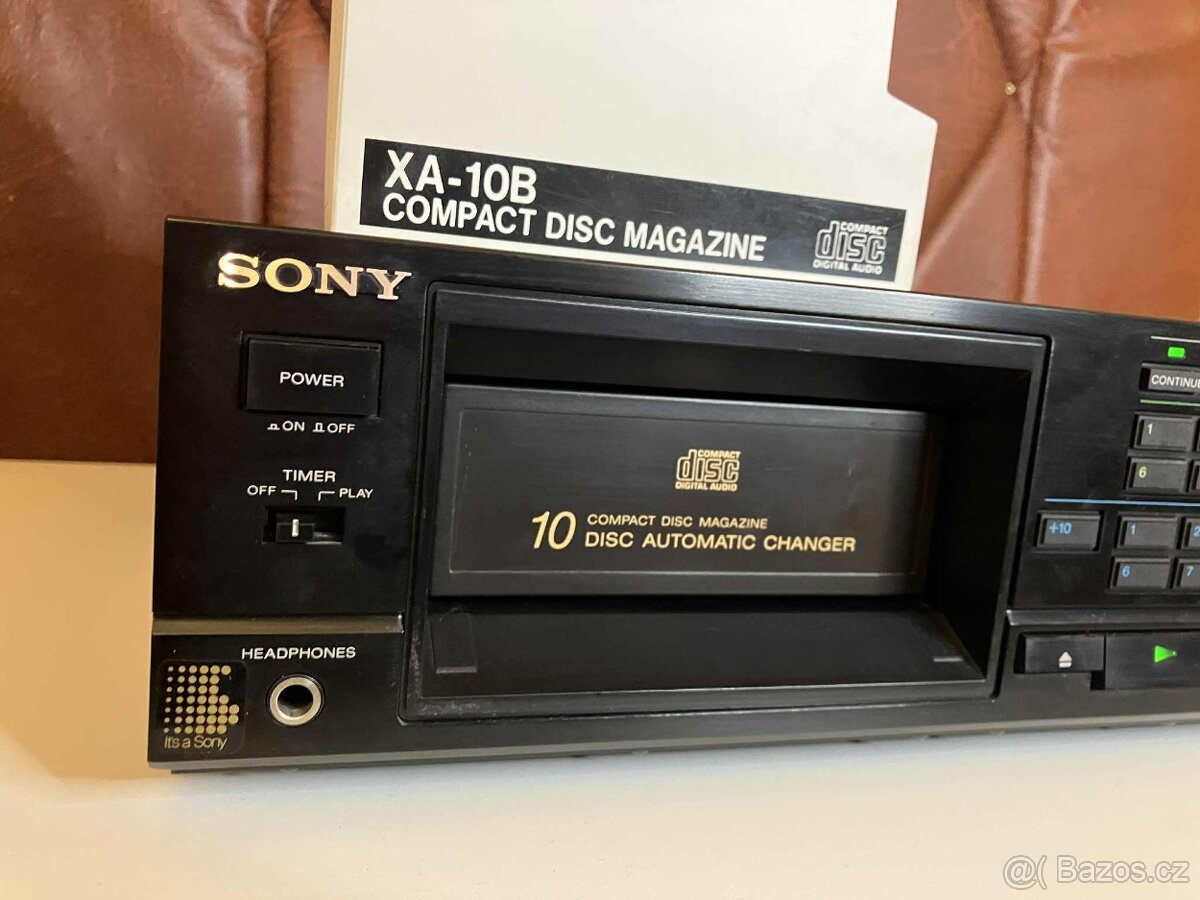 XA-10B
COMPACT DISC MAGAZINE
COMPACT
disc
DIGITAL AUDIO
SONY
POWER
ON OFF
TIMER
OFF PLAY
HEADPHONES
It's a Sony
COMPACT
disc
DIGITAL AUDIO
10 COMPACT DISC MAGAZINE
DISC AUTOMATIC CHANGER
1
6
+10 1 2
6 7
@( Bazos.cz